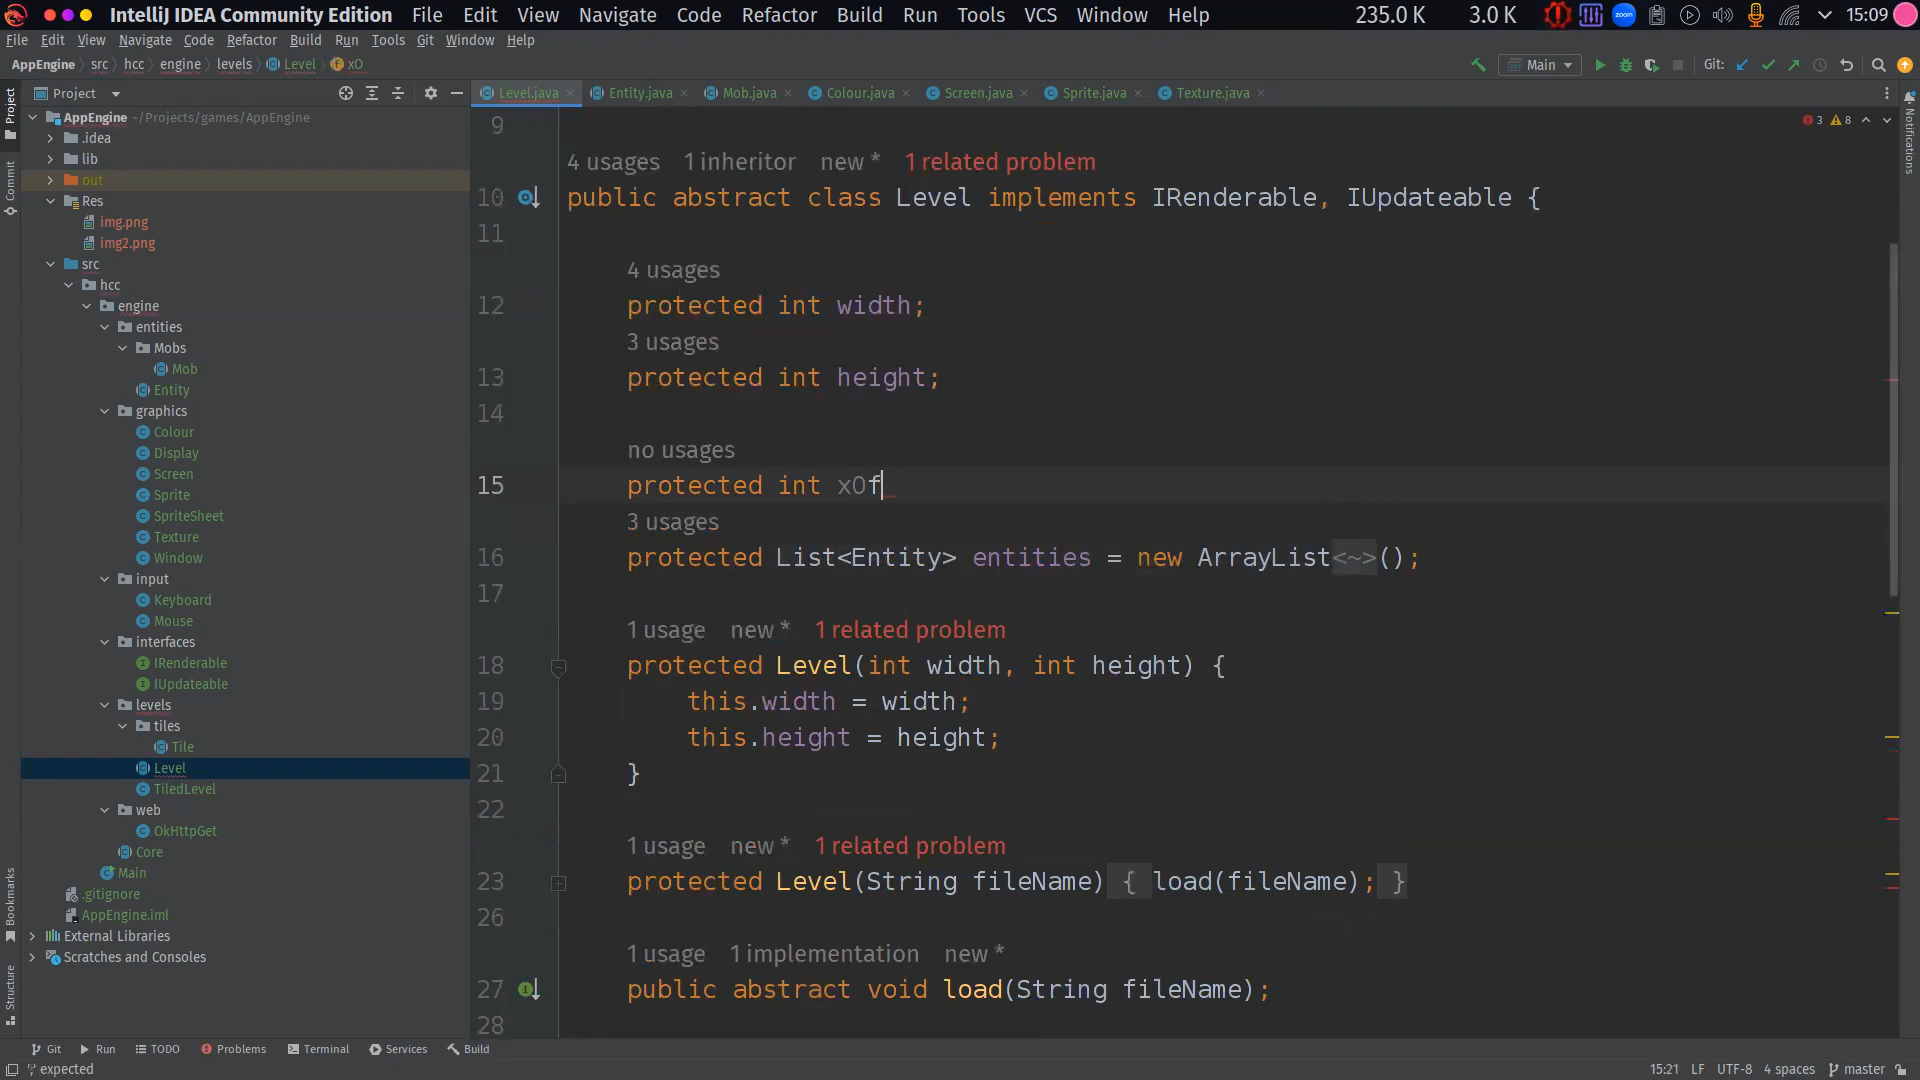 IntelliJ IDEA Community Edition File Edit View Navigate Code Refactor Build Run Tools VCS Window Help 235.0 K 3.0 K zoom 15:09
File Edit View Navigate Code Refactor Build Run Tools Git Window Help
AppEngine src hcc engine levels Level xO Main Git:
Project Level.java Entity.java Mob.java Colour.java Screen.java Sprite.java Texture.java
AppEngine ~/Projects/games/AppEngine
.idea
lib
out
Res
img.png
img2.png
src
hcc
engine
entities
Mobs
Mob
Entity
graphics
Colour
Display
Screen
Sprite
SpriteSheet
Texture
Window
input
Keyboard
Mouse
interfaces
IRenderable
IUpdateable
levels
tiles
Tile
Level
TiledLevel
web
OkHttpGet
Core
Main
.gitignore
AppEngine.iml
External Libraries
Scratches and Consoles
Project
Commit
Bookmarks
Structure
9
3 8
4 usages 1 inheritor new * 1 related problem
10 public abstract class Level implements IRenderable, IUpdateable {
11
4 usages
12 protected int width;
3 usages
13 protected int height;
14
no usages
15 protected int xOf
3 usages
16 protected List<Entity> entities = new ArrayList<~>();
17
1 usage new * 1 related problem
18 protected Level(int width, int height) {
19 this.width = width;
20 this.height = height;
21 }
22
1 usage new * 1 related problem
23 protected Level(String fileName) { load(fileName); }
26
1 usage 1 implementation new *
27 public abstract void load(String fileName);
28
Notifications
Git Run TODO Problems Terminal Services Build
';' expected 15:21 LF UTF-8 4 spaces master